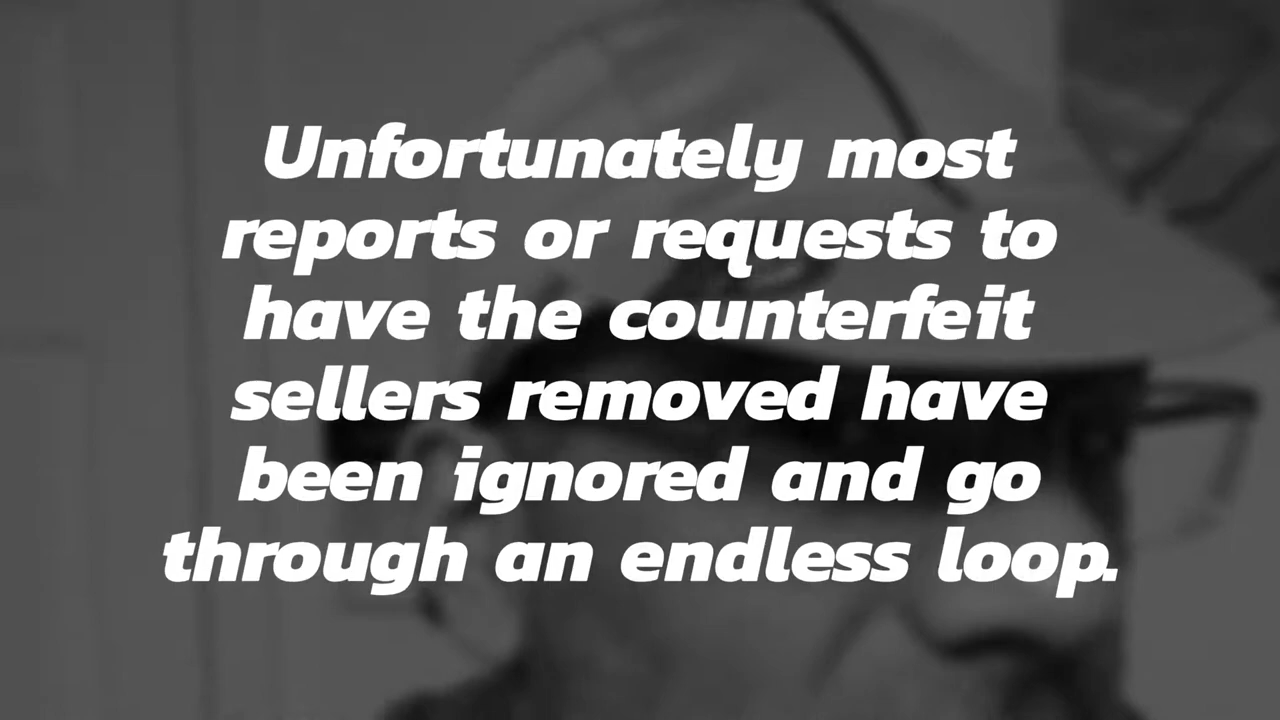 Unfortunately most
reports or requests to
have the counterfeit
sellers removed have
been ignored and go
through an endless loop.